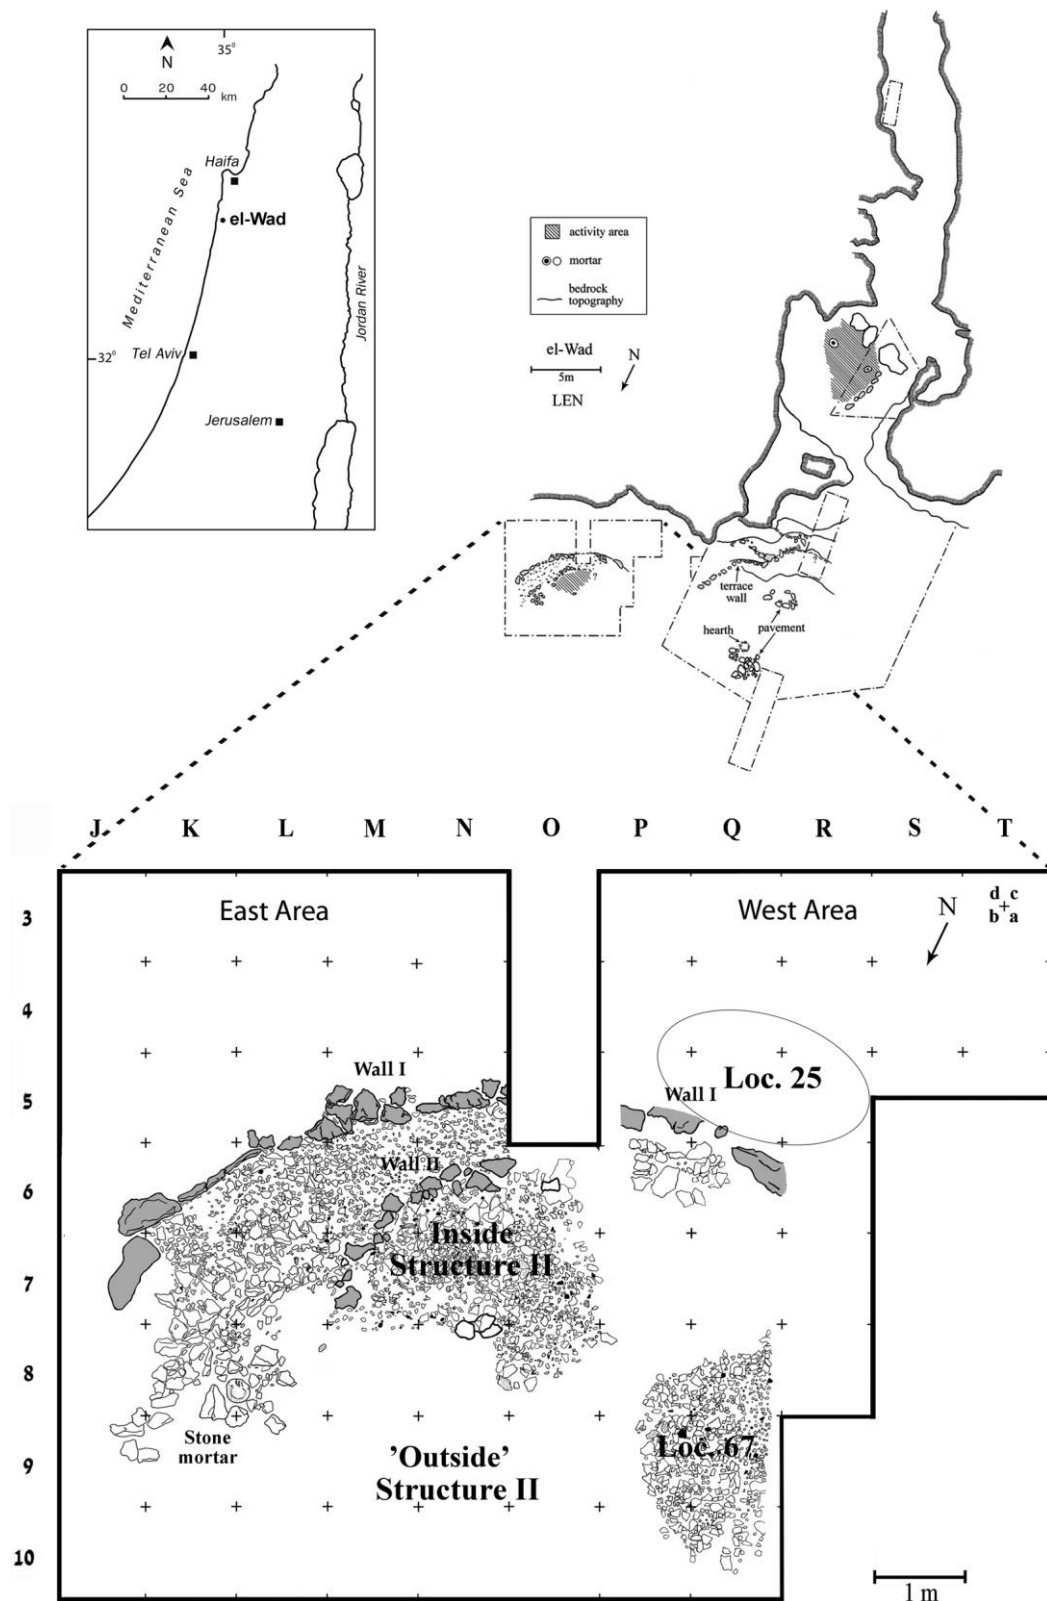 35°
N
0 20 40
km
Haifa
el-Wad
Mediterranean Sea
Jordan River
32°
Tel Aviv
Jerusalem
activity area
mortar
bedrock
topography
el-Wad
5m
LEN
N
?
terrace
wall
hearth
pavement
J K L M N O P Q R S T
3
4
5
6
7
8
9
10
East Area
West Area
N
d c
b a
Wall I
Loc. 25
Wall I
Wall II
Inside
Structure II
Stone
mortar
'Outside'
Structure II
Loc. 67
1 m